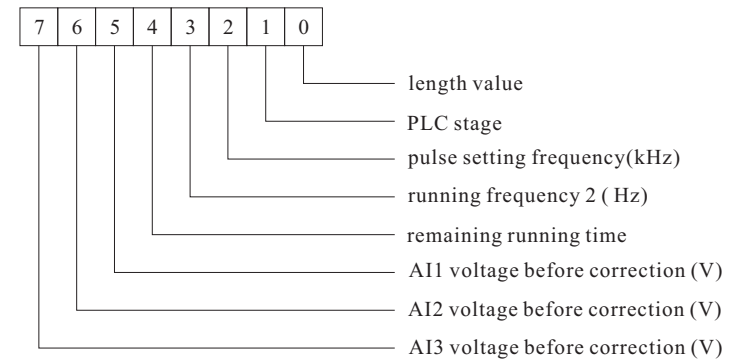 7 6 5 4 3 2 1 0
length value
PLC stage
pulse setting frequency(kHz)
running frequency 2 ( Hz)
remaining running time
AI1 voltage before correction (V)
AI2 voltage before correction (V)
AI3 voltage before correction (V)